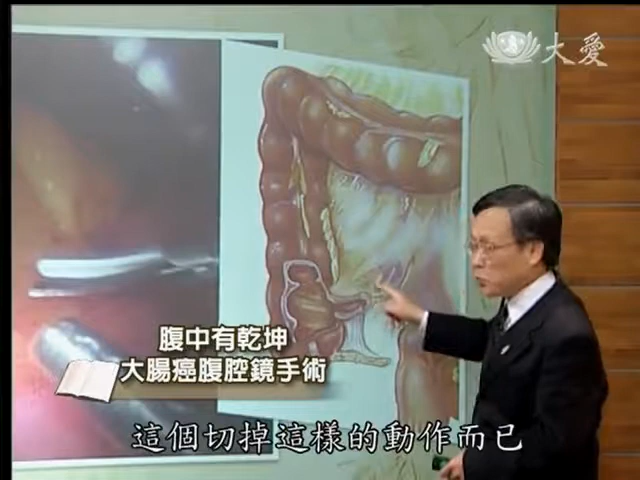 大愛
腹中有乾坤
大腸癌腹腔鏡手術
這個切掉這樣的動作而已